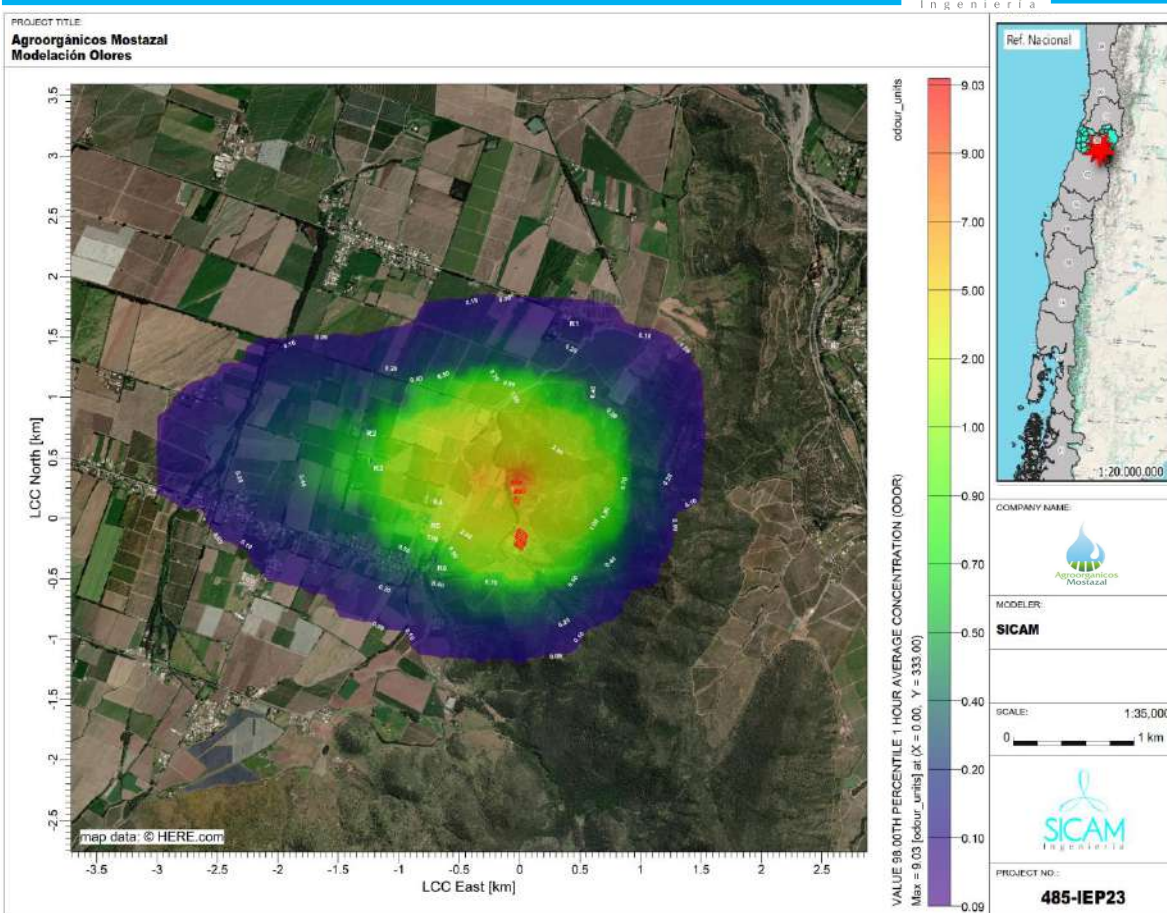 Ingeniería
PROJECT TITLE:
Agroorgánicos Mostazal
Modelación Olores
3.5
3
2.5
2
1.5
1
0.5
0
-0.5
-1
-1.5
-2
-2.5
LCC North [km]
R1
R2
R3
map data: © HERE.com
-3.5 -3 -2.5 -2 -1.5 -1 -0.5 0 0.5 1 1.5 2 2.5
LCC East [km]
odour_units
VALUE 98.00TH PERCENTILE 1 HOUR AVERAGE CONCENTRATION (ODOR)
Max = 9.03 [odour_units] at (X = 0.00, Y = 333.00)
9.03
9.00
7.00
5.00
2.00
1.00
0.90
0.70
0.50
0.40
0.20
0.10
0.09
Ref. Nacional
1:20.000.000
COMPANY NAME:
Agroorgánicos
Mostazal
MODELER:
SICAM
SCALE: 1:35,000
0 1 km
SICAM
Ingeniería
PROJECT NO.:
485-IEP23